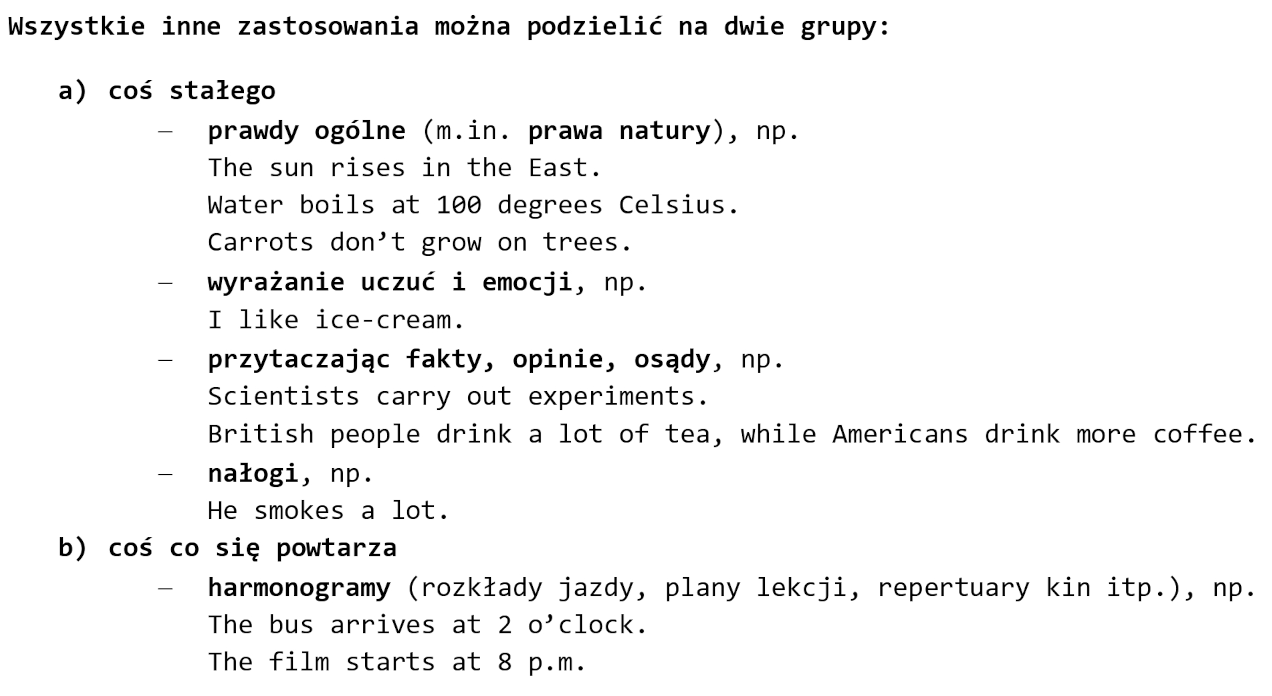 Wszystkie inne zastosowania można podzielić na dwie grupy:
a) coś stałego
– prawdy ogólne (m.in. prawa natury), np.
The sun rises in the East.
Water boils at 100 degrees Celsius.
Carrots don’t grow on trees.
– wyrażanie uczuć i emocji, np.
I like ice-cream.
– przytaczając fakty, opinie, osądy, np.
Scientists carry out experiments.
British people drink a lot of tea, while Americans drink more coffee.
– nałogi, np.
He smokes a lot.
b) coś co się powtarza
– harmonogramy (rozkłady jazdy, plany lekcji, repertuary kin itp.), np.
The bus arrives at 2 o’clock.
The film starts at 8 p.m.